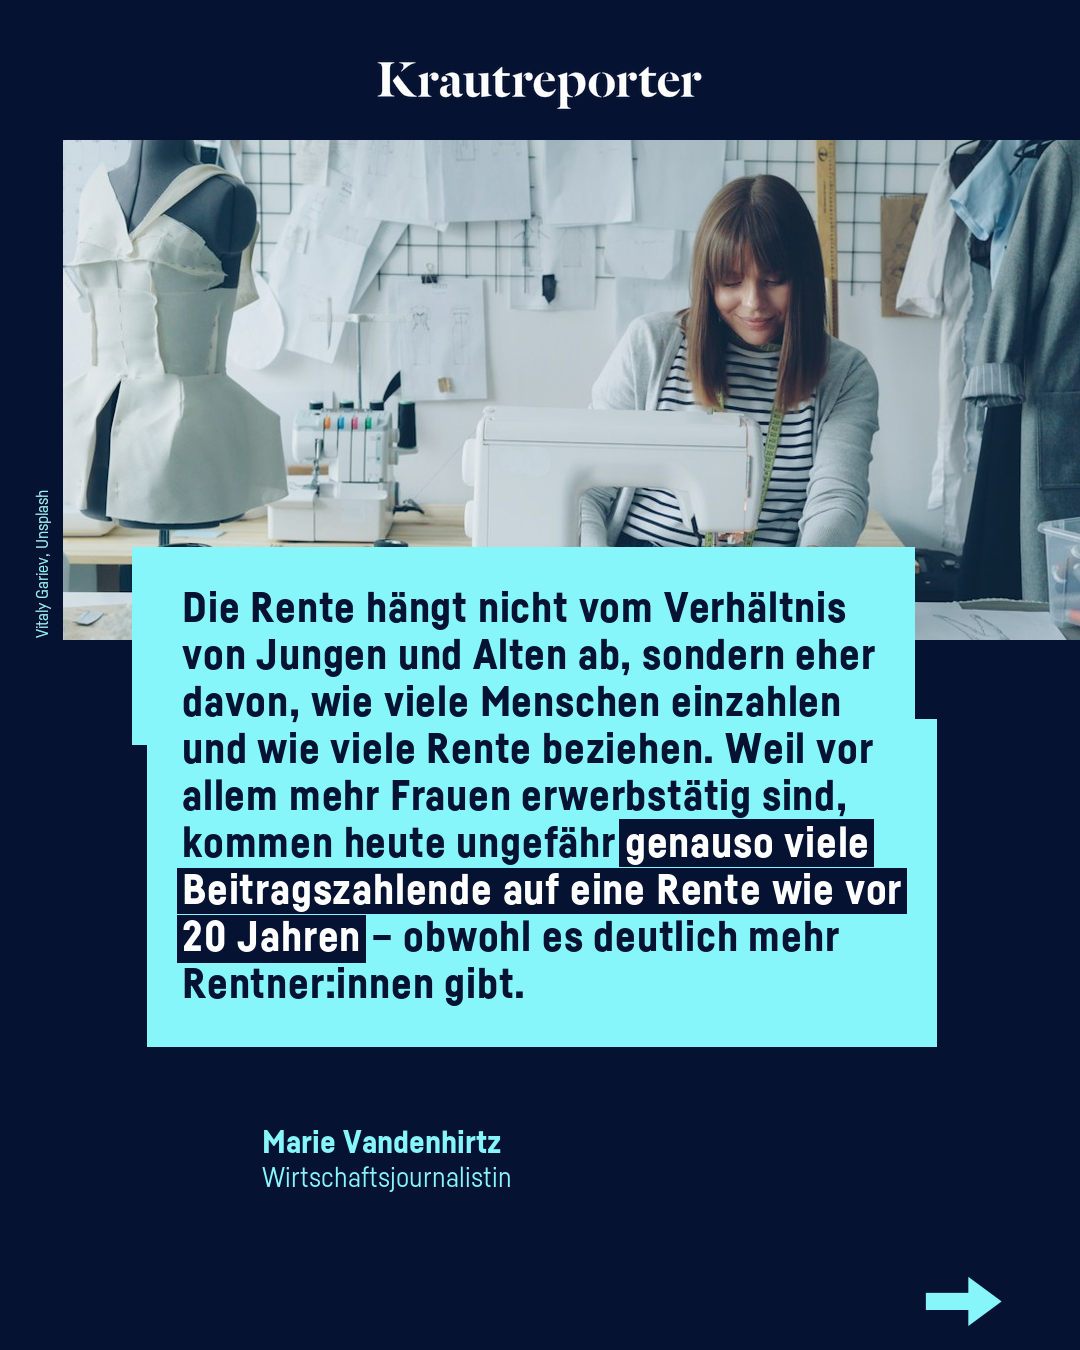 Krautreporter
Vitaly Gariev, Unsplash
Die Rente hängt nicht vom Verhältnis
von Jungen und Alten ab, sondern eher
davon, wie viele Menschen einzahlen
und wie viele Rente beziehen. Weil vor
allem mehr Frauen erwerbstätig sind,
kommen heute ungefähr genauso viele
Beitragszahlende auf eine Rente wie vor
20 Jahren – obwohl es deutlich mehr
Rentner:innen gibt.
Marie Vandenhirtz
Wirtschaftsjournalistin